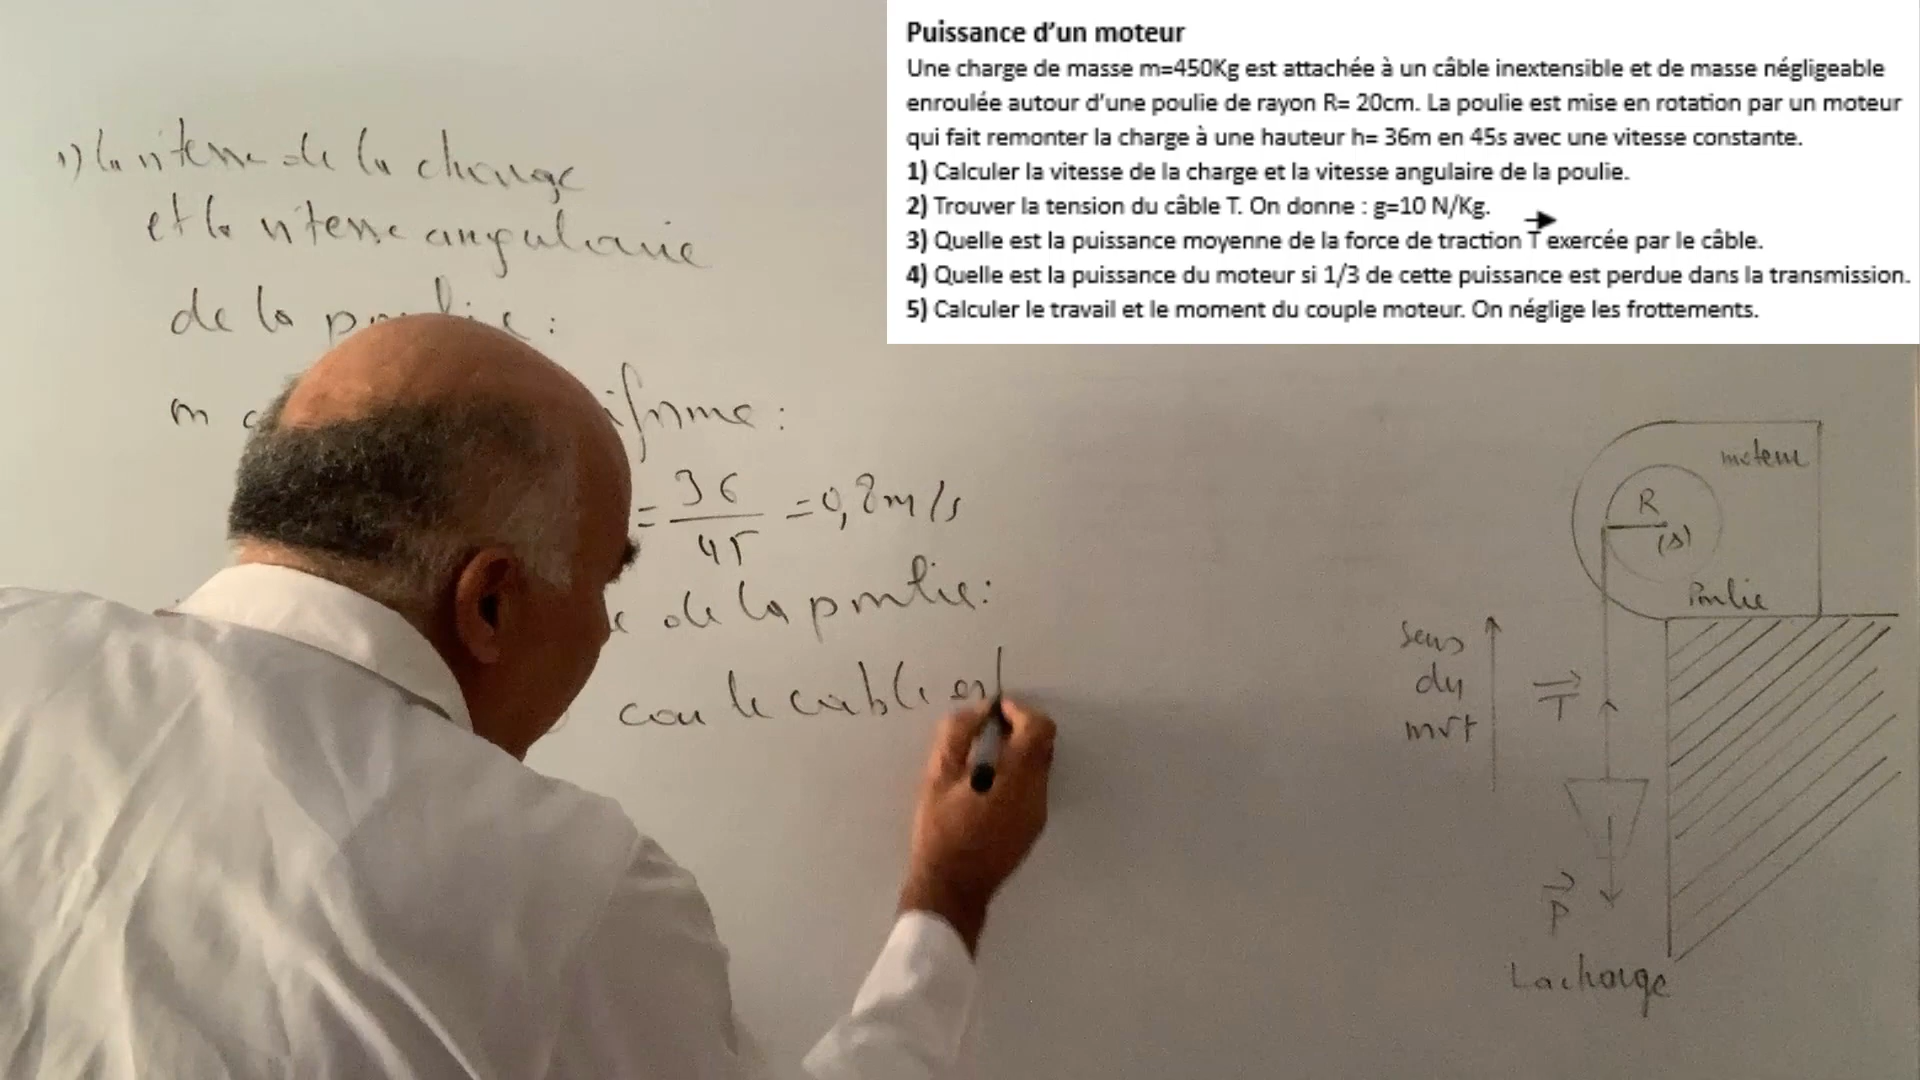 Puissance d'un moteur
Une charge de masse m=450Kg est attachée à un câble inextensible et de masse négligeable
enroulée autour d'une poulie de rayon R= 20cm. La poulie est mise en rotation par un moteur
qui fait remonter la charge à une hauteur h= 36m en 45s avec une vitesse constante.
1) Calculer la vitesse de la charge et la vitesse angulaire de la poulie.
2) Trouver la tension du câble T. On donne : g=10 N/Kg.
3) Quelle est la puissance moyenne de la force de traction T exercée par le câble.
4) Quelle est la puissance du moteur si 1/3 de cette puissance est perdue dans la transmission.
5) Calculer le travail et le moment du couple moteur. On néglige les frottements.
1) la vitesse de la charge
et la vitesse angulaire
de la
= 36/45 = 0,8m/s
de la poulie:
car le câble est
moteur
R
(Δ)
Poulie
sens
du
mvt
T
P
La charge